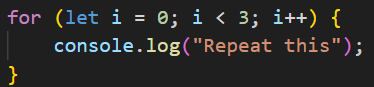 for (let i = 0; i < 3; i++) {
    console.log("Repeat this");
}